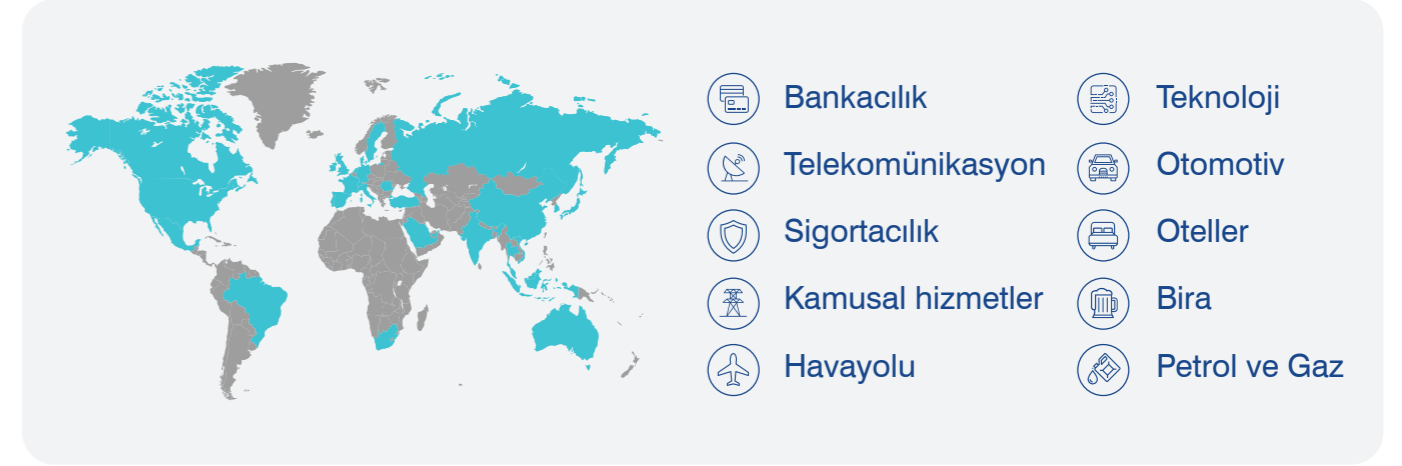 Bankacılık
Telekomünikasyon
Sigortacılık
Kamusal hizmetler
Havayolu
Teknoloji
Otomotiv
Oteller
Bira
Petrol ve Gaz